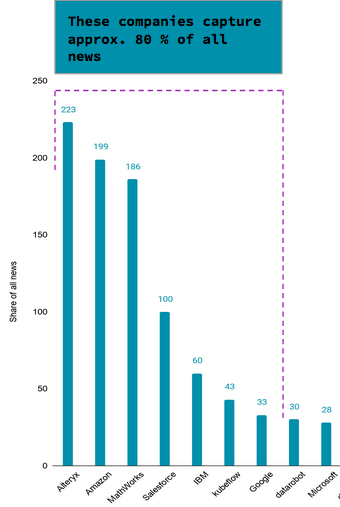 These companies capture
approx. 80 % of all
news
250
200
150
100
50
0
Share of all news
223
199
186
100
60
43
33
30
28
Alteryx
Amazon
MathWorks
Salesforce
IBM
kubeflow
Google
datarobot
Microsoft